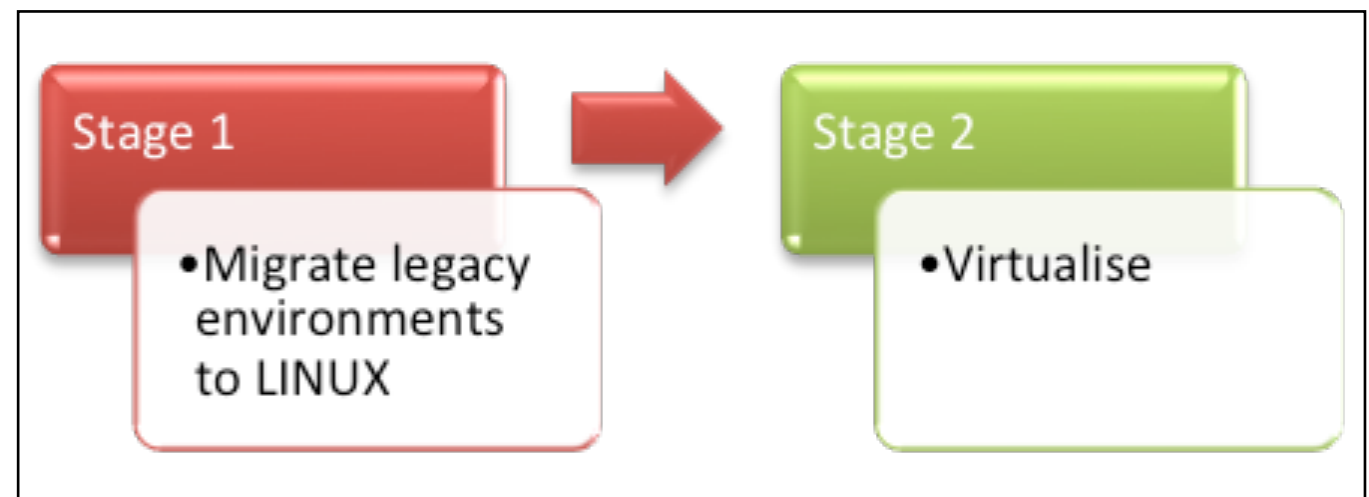 Stage 1
•Migrate legacy
environments
to LINUX
Stage 2
•Virtualise